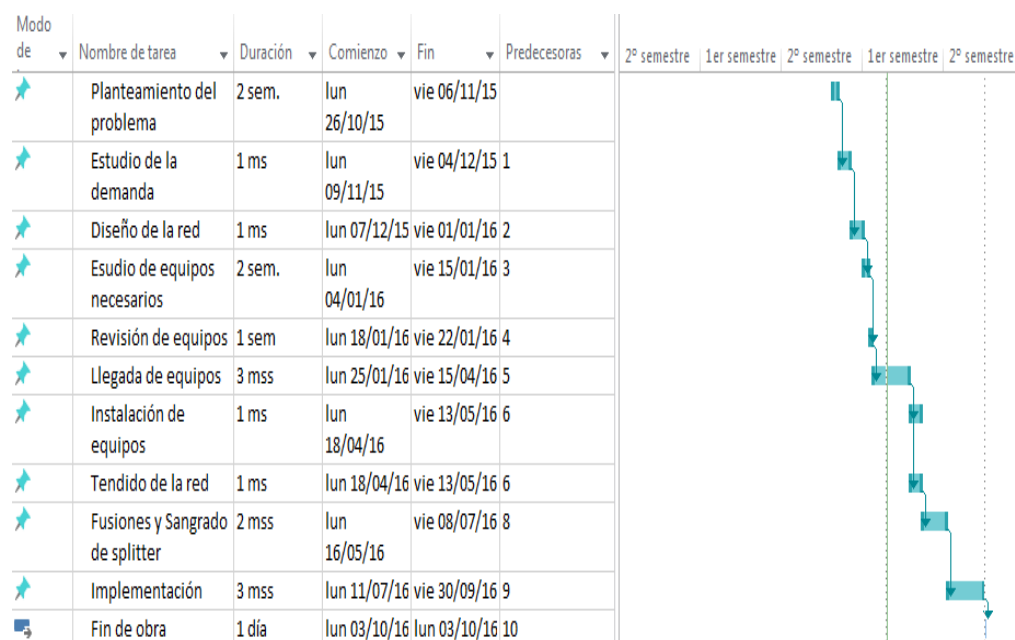 Modo
de Nombre de tarea Duración Comienzo Fin Predecesoras 2º semestre 1er semestre 2º semestre 1er semestre 2º semestre
Planteamiento del 2 sem. lun vie 06/11/15
problema 26/10/15
Estudio de la 1 ms lun vie 04/12/15 1
demanda 09/11/15
Diseño de la red 1 ms lun 07/12/15 vie 01/01/16 2
Esudio de equipos 2 sem. lun vie 15/01/16 3
necesarios 04/01/16
Revisión de equipos 1 sem lun 18/01/16 vie 22/01/16 4
Llegada de equipos 3 mss lun 25/01/16 vie 15/04/16 5
Instalación de 1 ms lun vie 13/05/16 6
equipos 18/04/16
Tendido de la red 1 ms lun 18/04/16 vie 13/05/16 6
Fusiones y Sangrado 2 mss lun vie 08/07/16 8
de splitter 16/05/16
Implementación 3 mss lun 11/07/16 vie 30/09/16 9
Fin de obra 1 día lun 03/10/16 lun 03/10/16 10